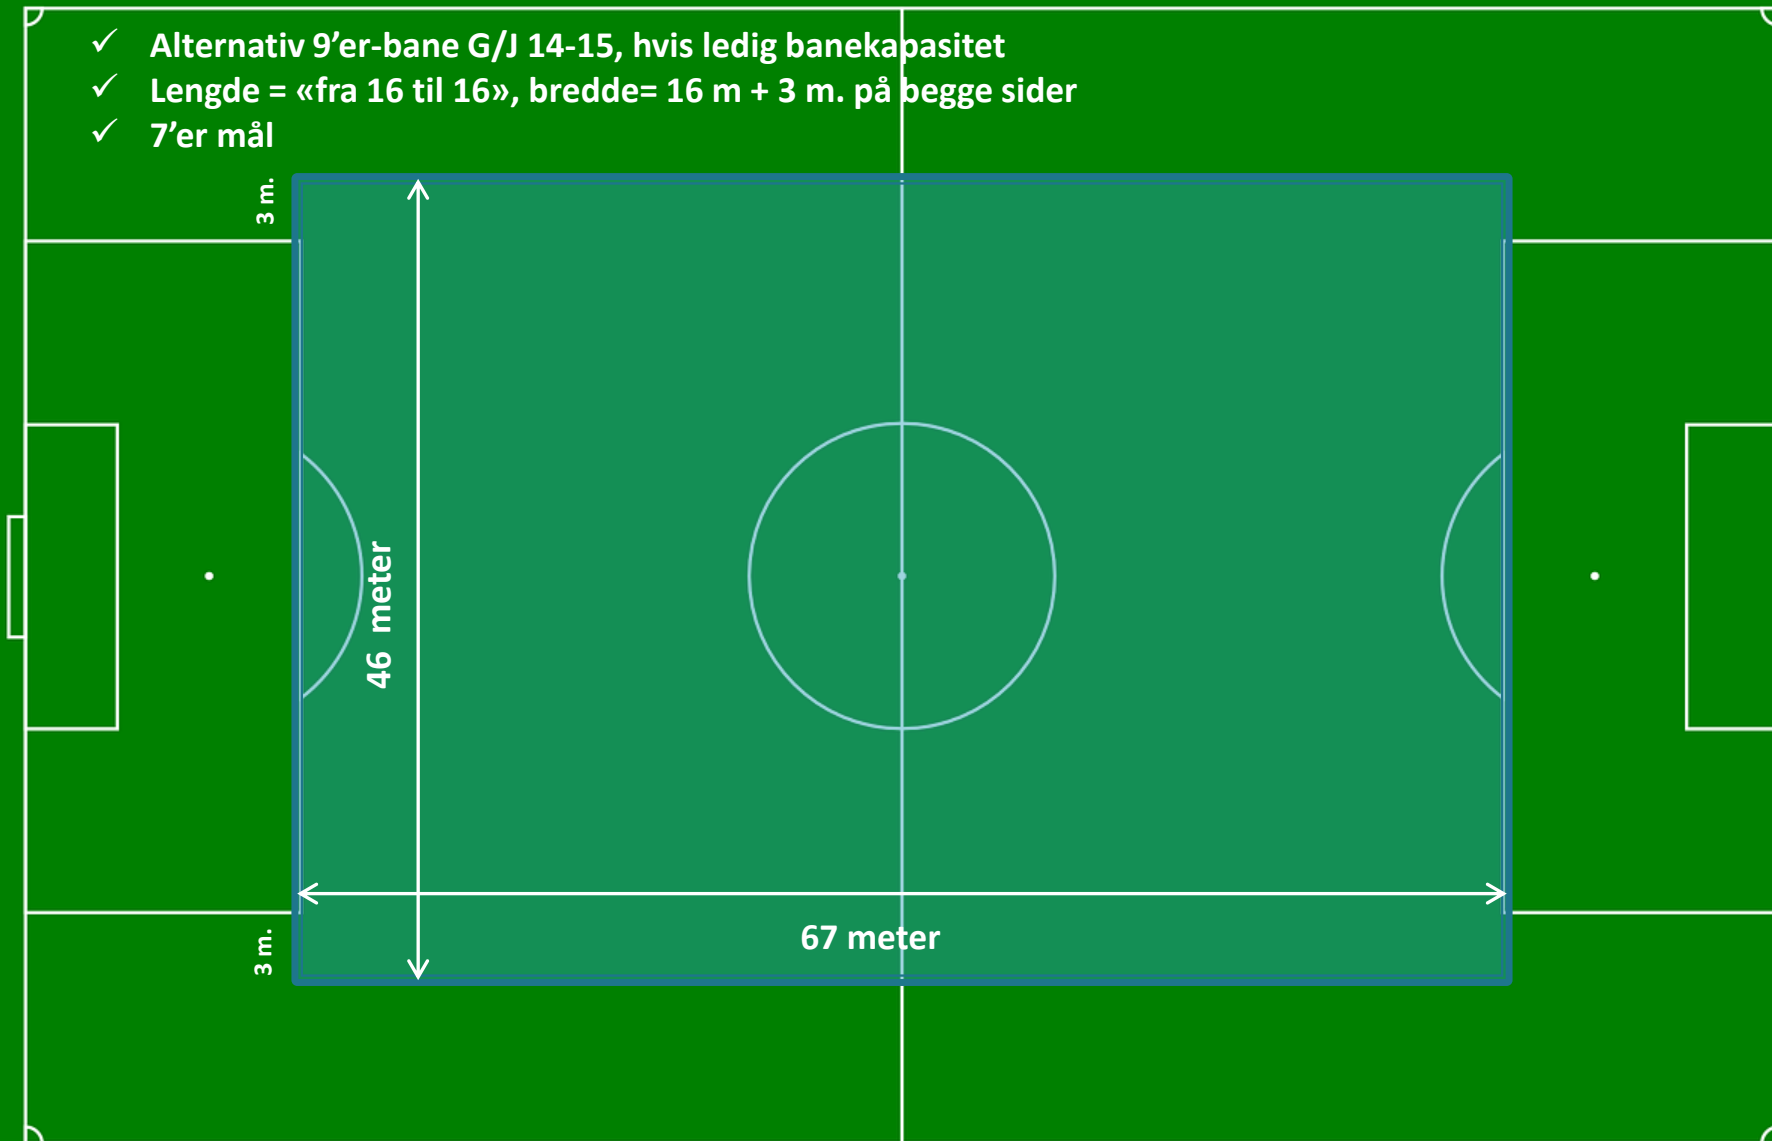 ✓ Alternativ 9’er-bane G/J 14-15, hvis ledig banekapasitet
✓ Lengde = «fra 16 til 16», bredde= 16 m + 3 m. på begge sider
✓ 7’er mål
3 m.
46 meter
67 meter
3 m.